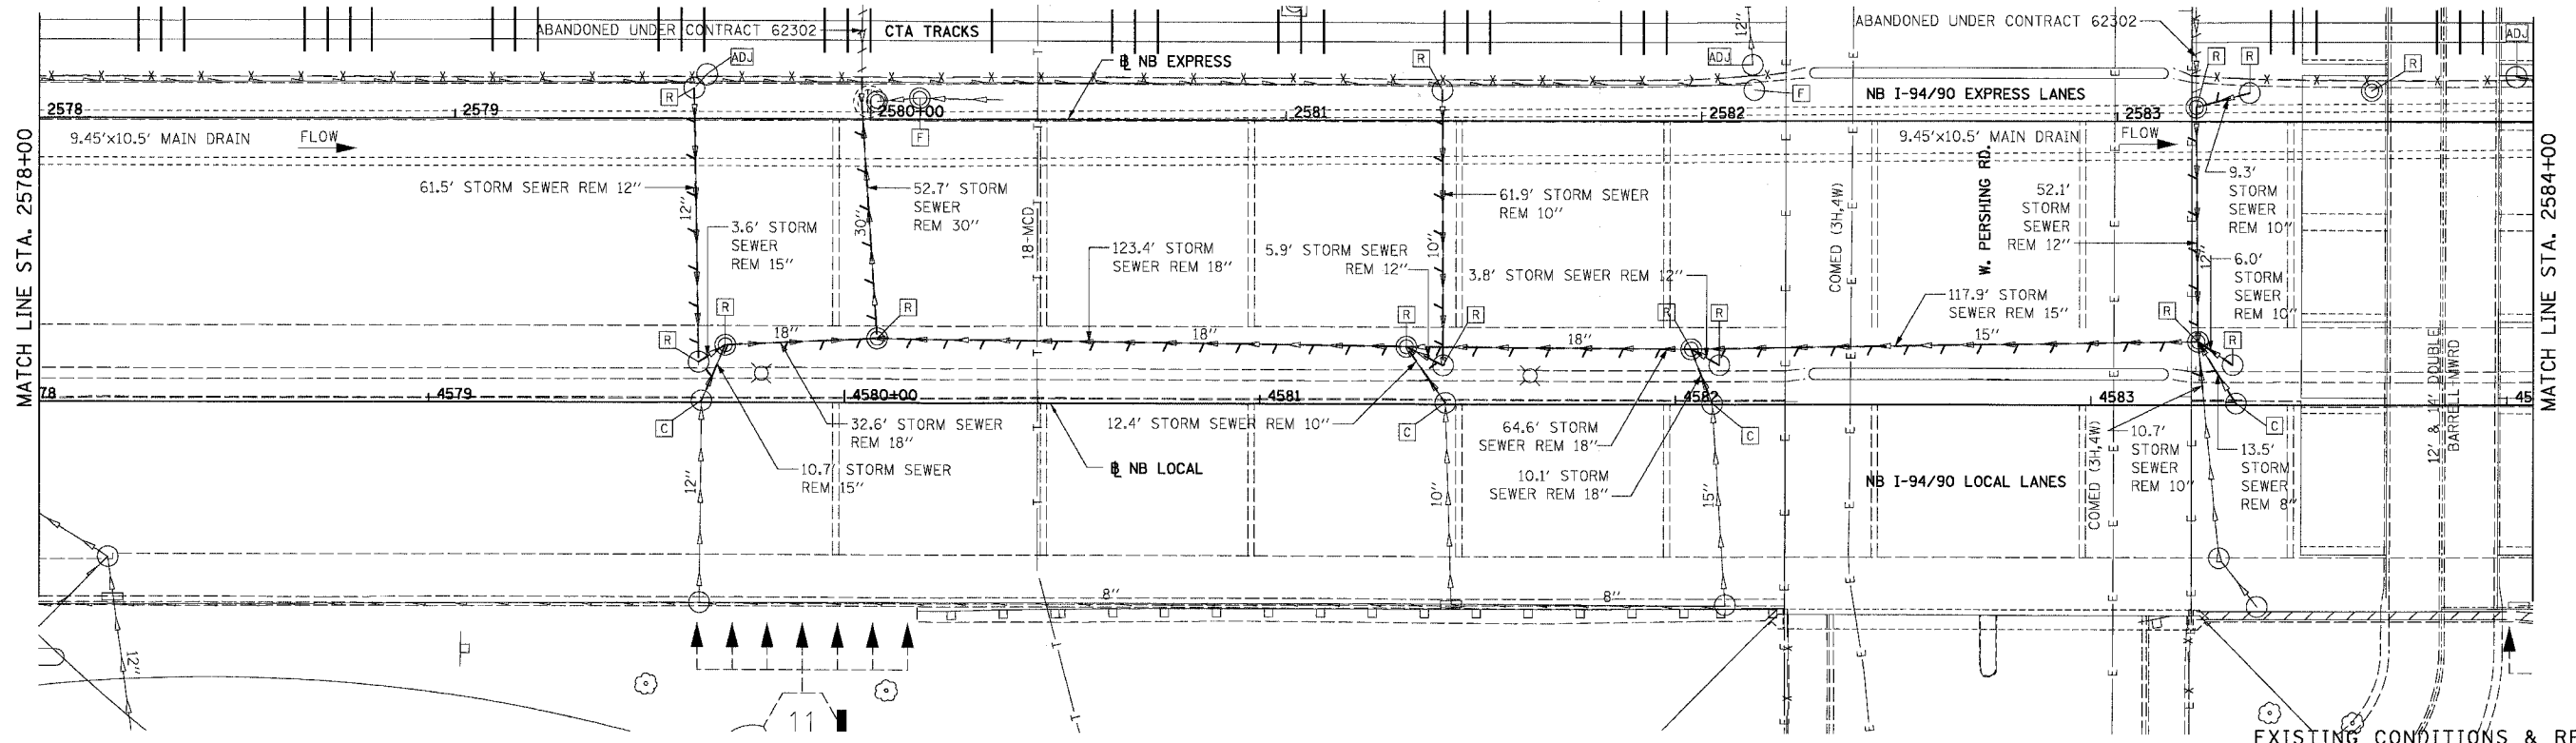 ABANDONED UNDER CONTRACT 62302
CTA TRACKS
12"
ABANDONED UNDER CONTRACT 62302
ADJ
ADJ
ADJ
℄ NB EXPRESS
R
R
R
R
R
F
F
NB I-94/90 EXPRESS LANES
2578
2579
2580+00
2581
2582
2583
9.45'x10.5' MAIN DRAIN
FLOW
9.45'x10.5' MAIN DRAIN
FLOW
MATCH LINE STA. 2578+00
MATCH LINE STA. 2584+00
61.5' STORM SEWER REM 12"
12"
30"
52.7' STORM
SEWER
REM 30"
3.6' STORM
SEWER
REM 15"
18-MCD
123.4' STORM
SEWER REM 18"
5.9' STORM SEWER
REM 12"
10"
61.9' STORM SEWER
REM 10"
3.8' STORM SEWER REM 12"
COMED (3H,4W)
W. PERSHING RD.
52.1'
STORM
SEWER
REM 12"
117.9' STORM
SEWER REM 15"
12"
9.3'
STORM
SEWER
REM 10"
6.0'
STORM
SEWER
REM 10"
R
R
R
R
R
R
R
R
R
18"
18"
18"
15"
78
4579
4580+00
4581
4582
4583
45
C
C
C
C
32.6' STORM SEWER
REM 18"
10.7' STORM SEWER
REM 15"
12.4' STORM SEWER REM 10"
℄ NB LOCAL
64.6' STORM
SEWER REM 18"
10.1' STORM
SEWER REM 18"
NB I-94/90 LOCAL LANES
COMED (3H,4W)
10.7'
STORM
SEWER
REM 10"
13.5'
STORM
SEWER
REM 8"
12' & 14' DOUBLE
BARRELL MWRD
12"
10"
15"
8"
8"
12"
11
EXISTING CONDITIONS & RE